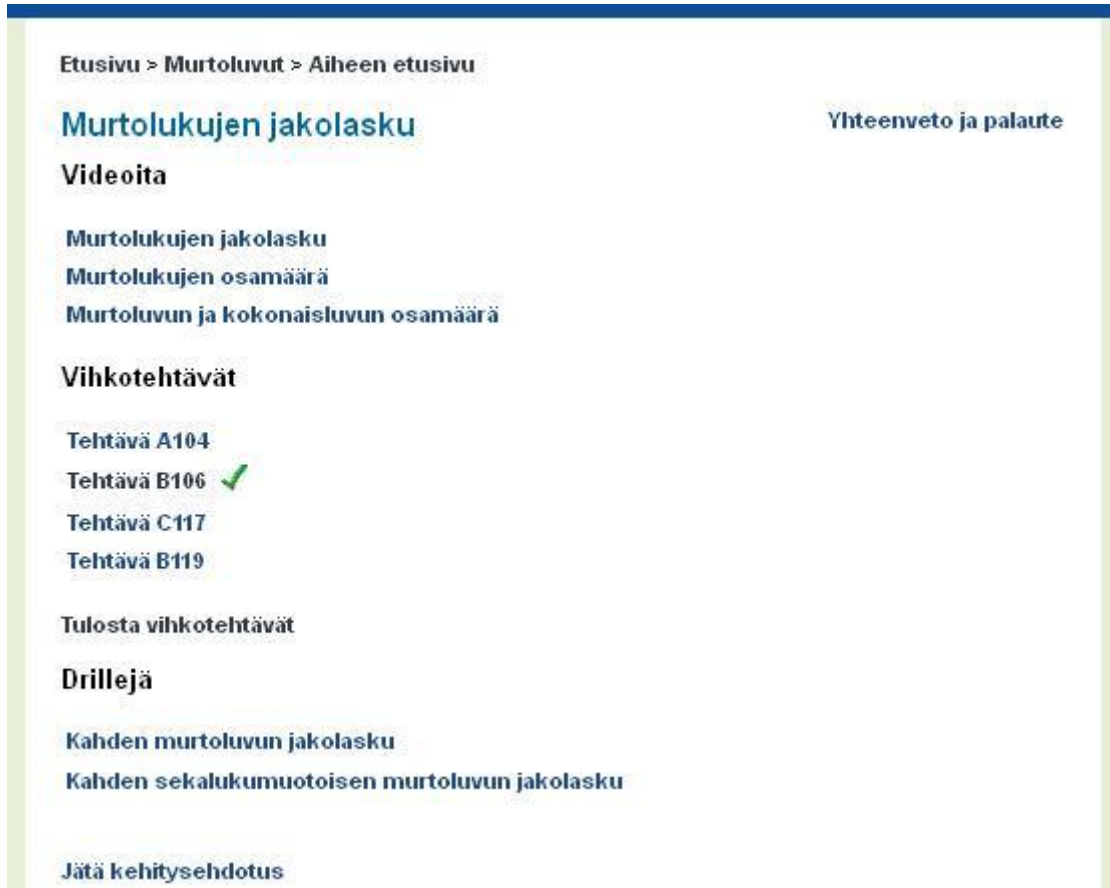 Etusivu > Murtoluvut > Aiheen etusivu
Murtolukujen jakolasku
Yhteenveto ja palaute
Videoita
Murtolukujen jakolasku
Murtolukujen osamäärä
Murtoluvun ja kokonaisluvun osamäärä
Vihkotehtävät
Tehtävä A104
Tehtävä B106
Tehtävä C117
Tehtävä B119
Tulosta vihkotehtävät
Drillejä
Kahden murtoluvun jakolasku
Kahden sekalukumuotoisen murtoluvun jakolasku
Jätä kehitysehdotus